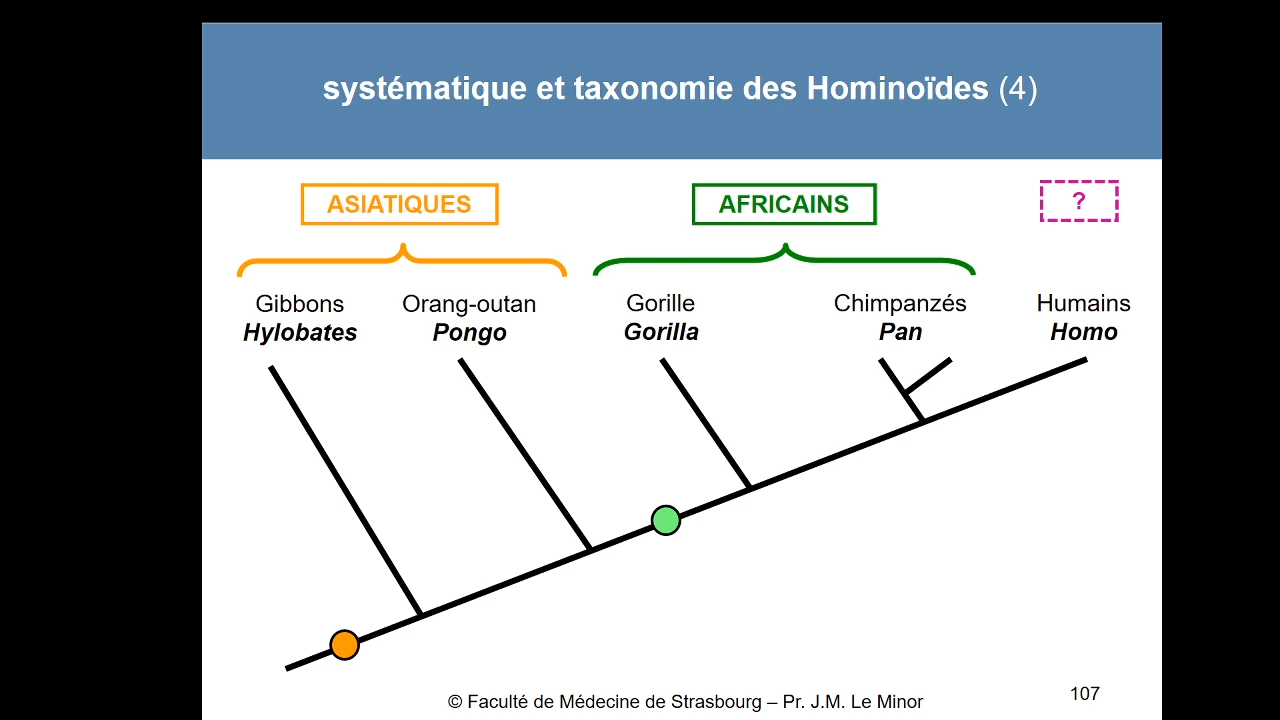 systématique et taxonomie des Hominoïdes (4)
ASIATIQUES
AFRICAINS
?
Gibbons
Hylobates
Orang-outan
Pongo
Gorille
Gorilla
Chimpanzés
Pan
Humains
Homo
© Faculté de Médecine de Strasbourg – Pr. J.M. Le Minor
107